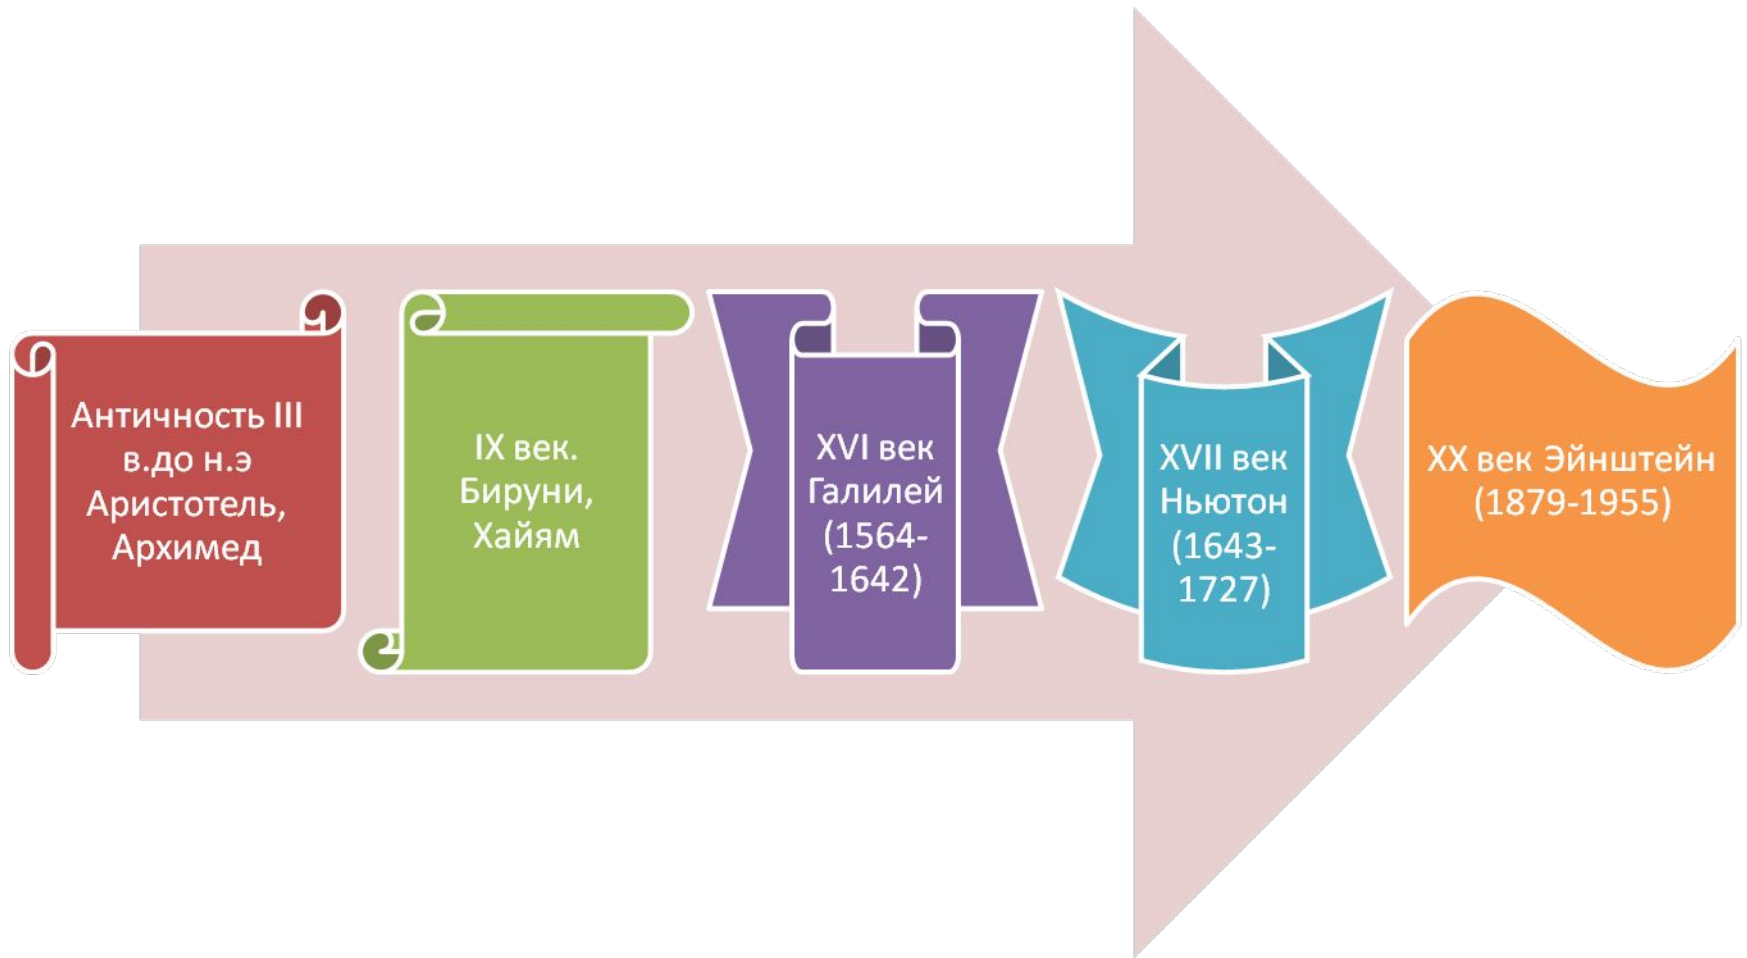 Античность III
в.до н.э
Аристотель,
Архимед
IX век.
Бируни,
Хайям
XVI век
Галилей
(1564-
1642)
XVII век
Ньютон
(1643-
1727)
XX век Эйнштейн
(1879-1955)